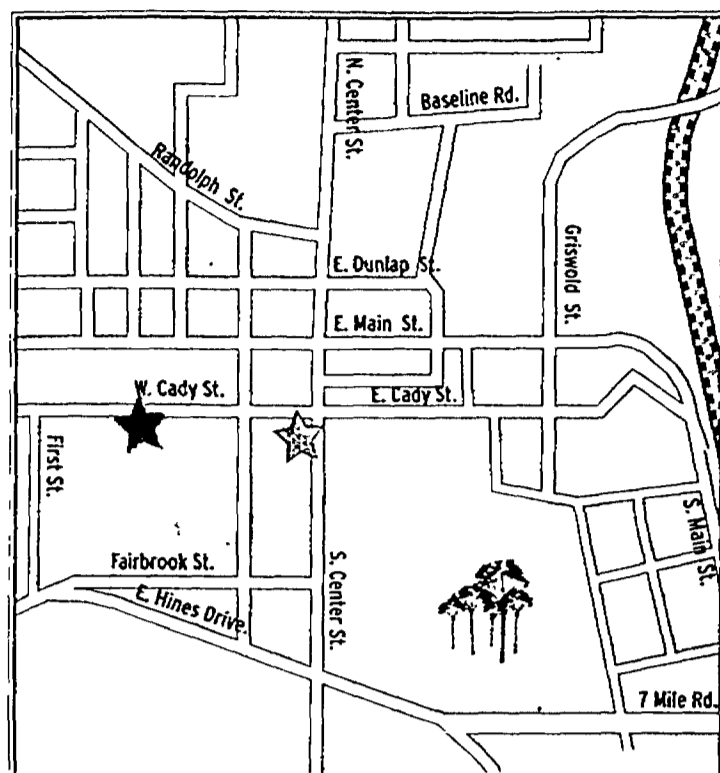 N. Center St.
Baseline Rd.
Randolph St.
Griswold St.
E. Dunlap St.
E. Main St.
W. Cady St.
E. Cady St.
First St.
S. Main St.
Fairbrook St.
S. Center St.
E. Hines Drive.
7 Mile Rd.